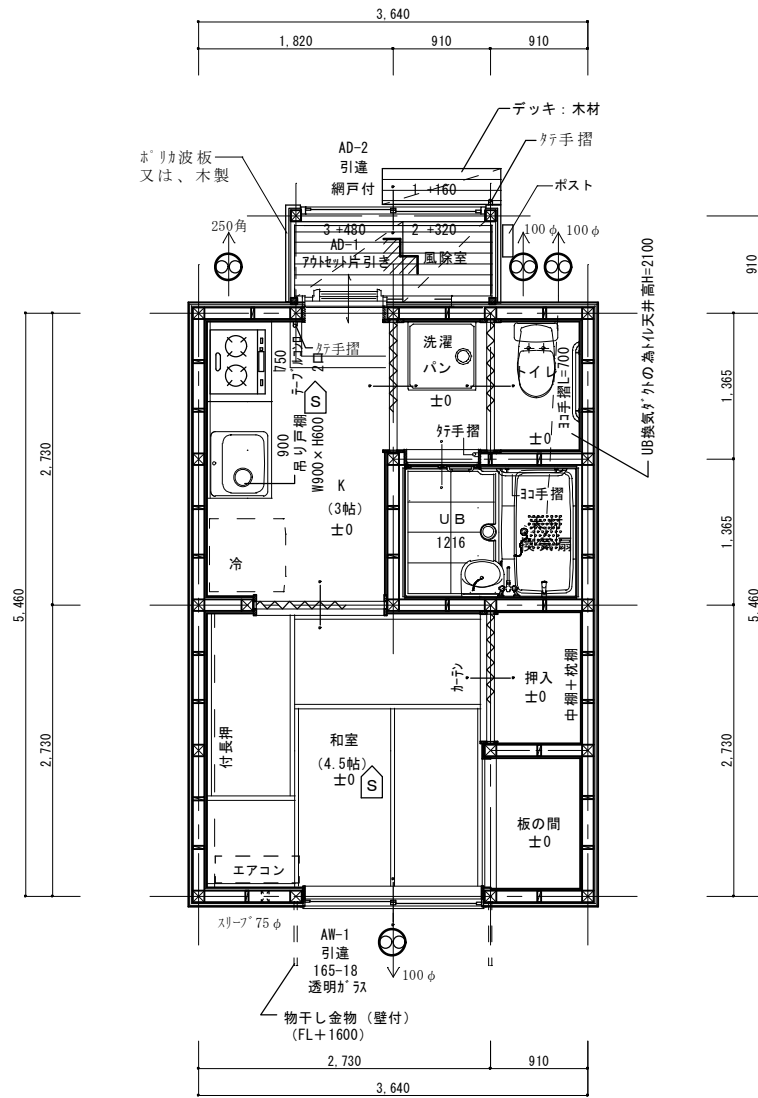 3,640
1,820
910
910
デッキ：木材
AD-2
引違
網戸付
ﾀﾃ手摺
ﾎﾟﾘｶ波板
又は、木製
ポスト
1 +160
250角
3 +480
2 +320
100φ
100φ
AD-1
ｱｳﾄｾｯﾄ片引き
風除室
910
UB換気ﾀﾞｸﾄの為ﾄｲﾚ天井高H=2100
750
ﾃｰﾌﾞﾙｺﾝﾛ
2口
ﾀﾃ手摺
S
洗濯
パン
±0
トイレ
±0
ﾖｺ手摺L=700
1,365
2,730
900
吊り戸棚
W900×H600
K
(3帖)
±0
ﾀﾃ手摺
ﾖｺ手摺
UB
1216
冷
1,365
5,460
5,460
ｶｰﾃﾝ
押入
±0
中棚＋枕棚
付長押
和室
(4.5帖)
±0
S
2,730
2,730
板の間
±0
エアコン
ｽﾘｰﾌﾞ75φ
AW-1
引違
165-18
透明ｶﾞﾗｽ
100φ
物干し金物（壁付）
(FL＋1600)
2,730
910
3,640